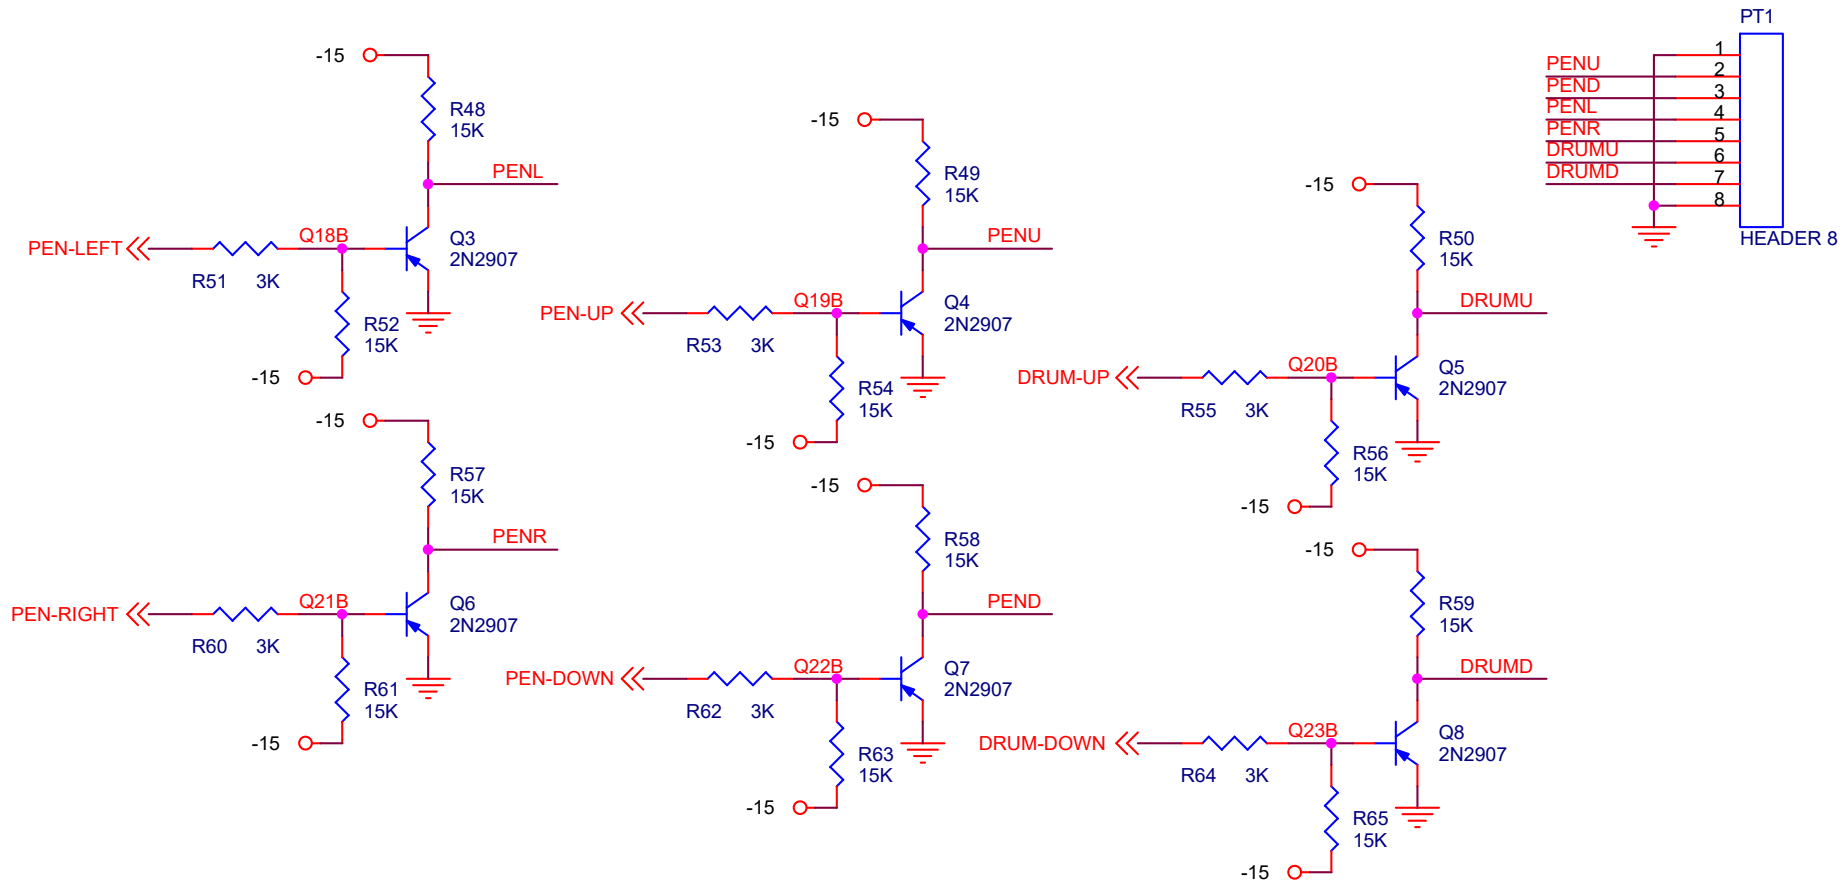 -15
R48
15K
PENL
PEN-LEFT
R51 3K
Q18B
Q3
2N2907
R52
15K
-15
-15
R49
15K
PENU
PEN-UP
R53 3K
Q19B
Q4
2N2907
R54
15K
-15
-15
R50
15K
DRUMU
DRUM-UP
R55 3K
Q20B
Q5
2N2907
R56
15K
-15
PT1
1
PENU 2
PEND 3
PENL 4
PENR 5
DRUMU 6
DRUMD 7
8
HEADER 8
-15
R57
15K
PENR
PEN-RIGHT
R60 3K
Q21B
Q6
2N2907
R61
15K
-15
-15
R58
15K
PEND
PEN-DOWN
R62 3K
Q22B
Q7
2N2907
R63
15K
-15
-15
R59
15K
DRUMD
DRUM-DOWN
R64 3K
Q23B
Q8
2N2907
R65
15K
-15